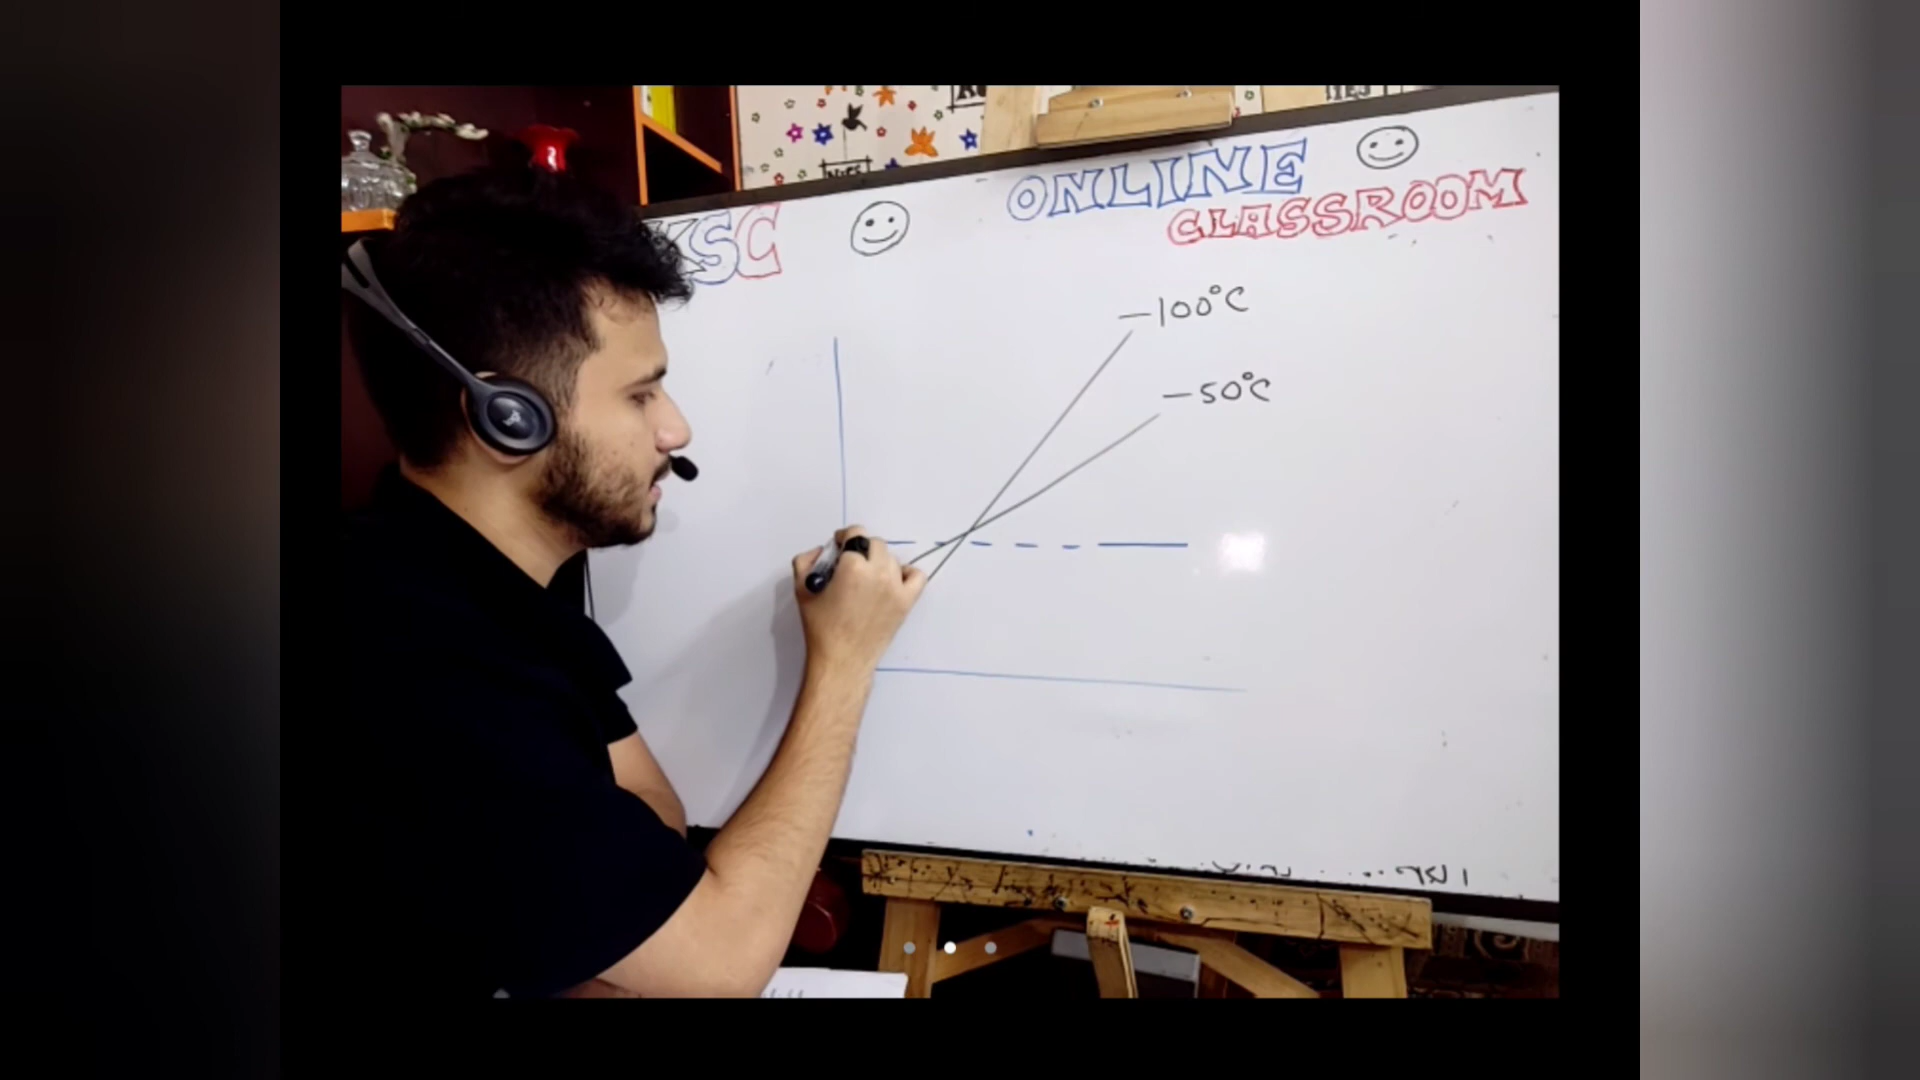 KSC
ONLINE
CLASSROOM
—100°C
—50°C